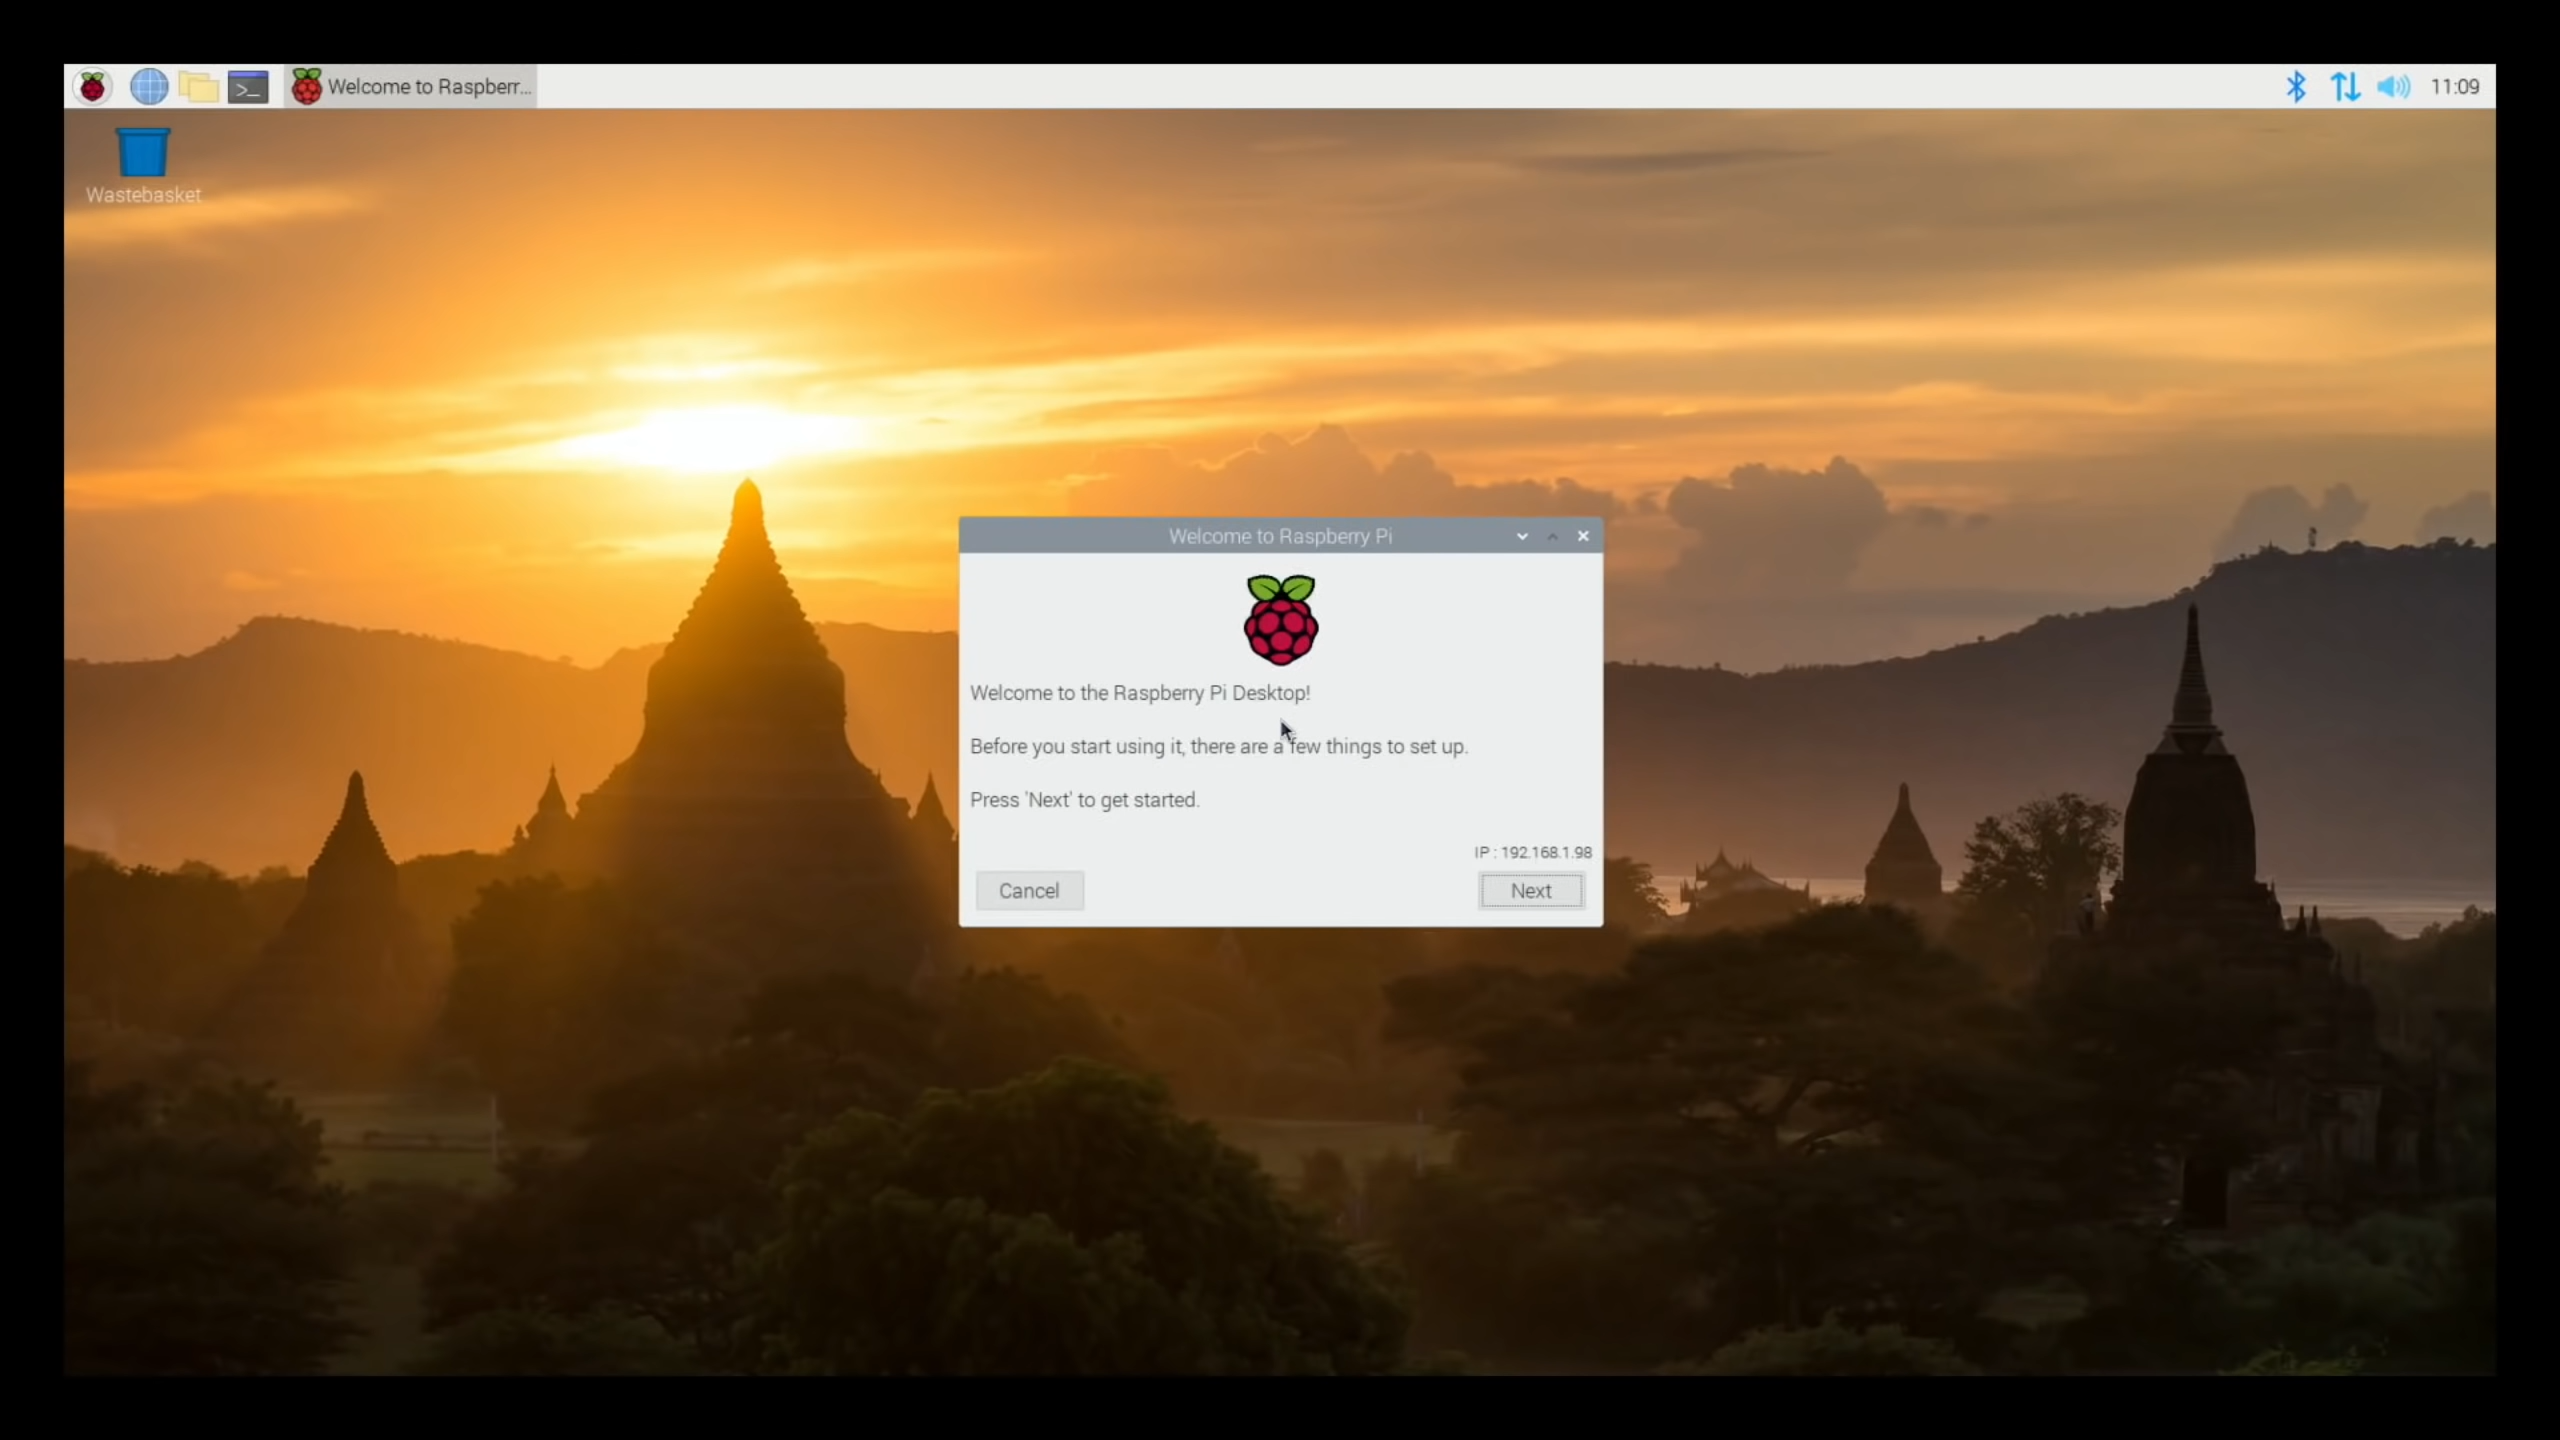 >_
Welcome to Raspberr...
11:09
Wastebasket
Welcome to Raspberry Pi
Welcome to the Raspberry Pi Desktop!
Before you start using it, there are a few things to set up.
Press 'Next' to get started.
IP : 192.168.1.98
Cancel
Next